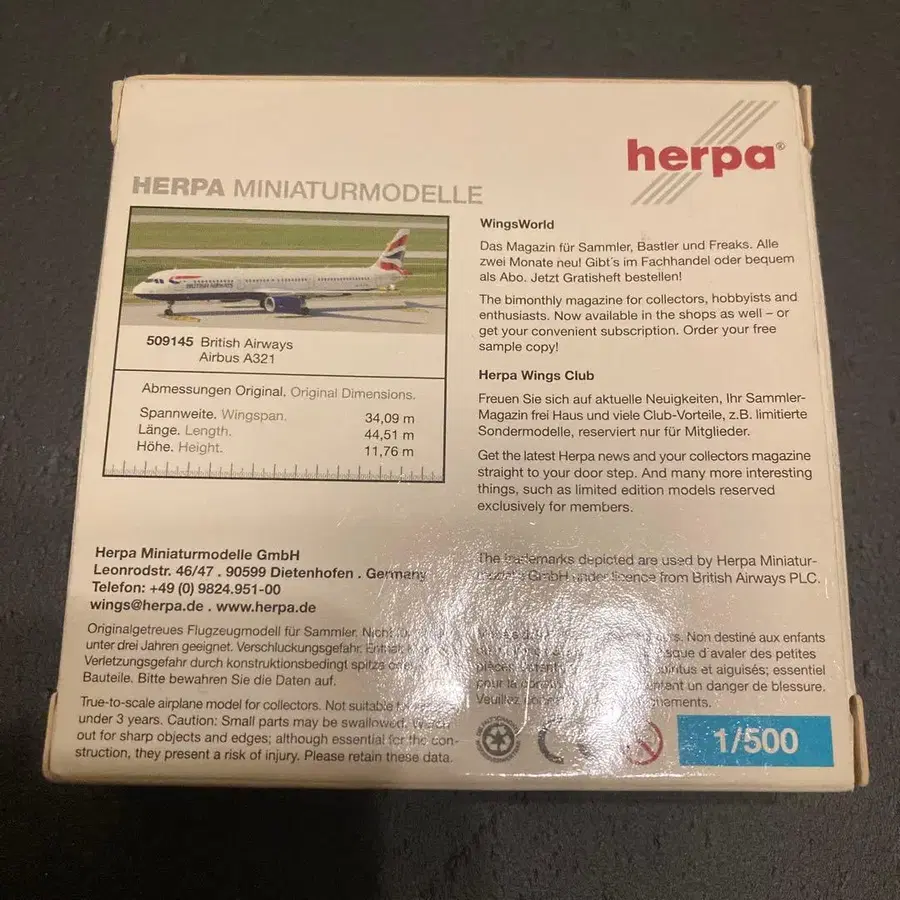 herpa®
HERPA MINIATURMODELLE
BRITISH AIRWAYS
509145 British Airways
Airbus A321
Abmessungen Original. Original Dimensions.
Spannweite. Wingspan. 34,09 m
Länge. Length. 44,51 m
Höhe. Height. 11,76 m
WingsWorld
Das Magazin für Sammler, Bastler und Freaks. Alle
zwei Monate neu! Gibt´s im Fachhandel oder bequem
als Abo. Jetzt Gratisheft bestellen!
The bimonthly magazine for collectors, hobbyists and
enthusiasts. Now available in the shops as well – or
get your convenient subscription. Order your free
sample copy!
Herpa Wings Club
Freuen Sie sich auf aktuelle Neuigkeiten, Ihr Sammler-
Magazin frei Haus und viele Club-Vorteile, z.B. limitierte
Sondermodelle, reserviert nur für Mitglieder.
Get the latest Herpa news and your collectors magazine
straight to your door step. And many more interesting
things, such as limited edition models reserved
exclusively for members.
Herpa Miniaturmodelle GmbH
Leonrodstr. 46/47 . 90599 Dietenhofen . Germany
Telefon: +49 (0) 9824.951-00
wings@herpa.de . www.herpa.de
The trademarks depicted are used by Herpa Miniatur-
GmbH under licence from British Airways PLC.
Originalgetreues Flugzeugmodell für Sammler. Nicht
unter drei Jahren geeignet. Verschluckungsgefahr.
Verletzungsgefahr durch konstruktionsbedingt spitze oder
Bauteile. Bitte bewahren Sie die Daten auf.
True-to-scale airplane model for collectors. Not suitable for
under 3 years. Caution: Small parts may be swallowed. Watch
out for sharp objects and edges; although essential for the con-
struction, they present a risk of injury. Please retain these data.
Non destiné aux enfants
d´avaler des petites
et aiguisés; essentiel
pour la un danger de blessure.
Veuillez
1/500